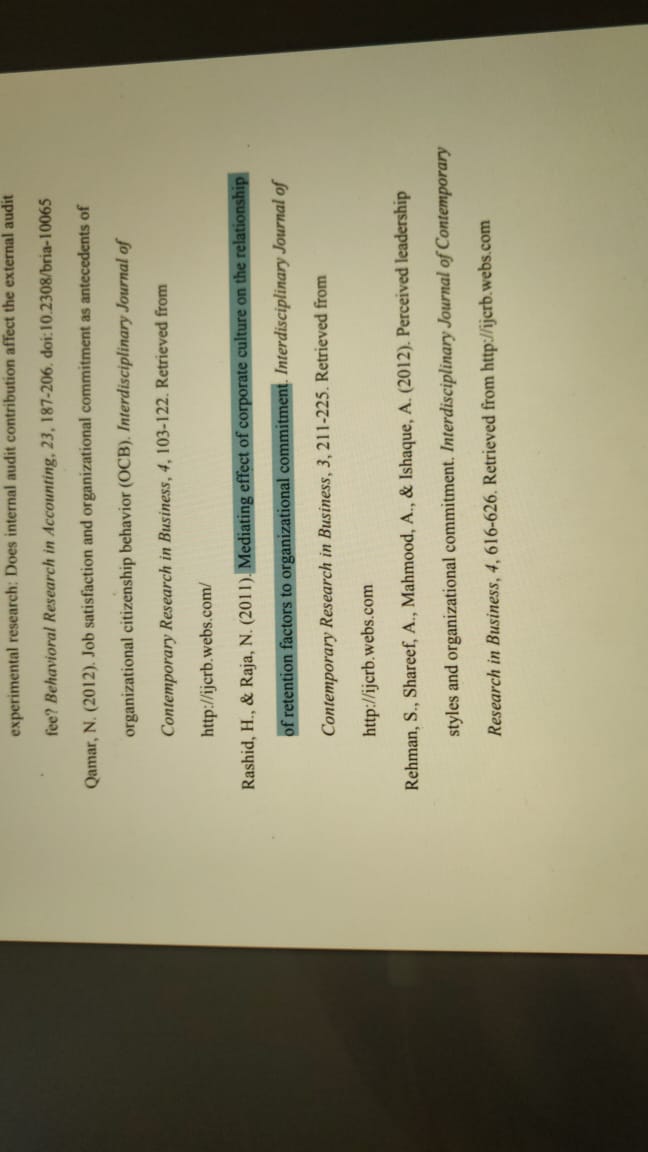 experimental research: Does internal audit contribution affect the external audit
fee? Behavioral Research in Accounting, 23, 187-206. doi:10.2308/bria-10065
Qamar, N. (2012). Job satisfaction and organizational commitment as antecedents of
organizational citizenship behavior (OCB). Interdisciplinary Journal of
Contemporary Research in Business, 4, 103-122. Retrieved from
http://ijcrb.webs.com/
Rashid, H., & Raja, N. (2011). Mediating effect of corporate culture on the relationship
of retention factors to organizational commitment. Interdisciplinary Journal of
Contemporary Research in Business, 3, 211-225. Retrieved from
http://ijcrb.webs.com
Rehman, S., Shareef, A., Mahmood, A., & Ishaque, A. (2012). Perceived leadership
styles and organizational commitment. Interdisciplinary Journal of Contemporary
Research in Business, 4, 616-626. Retrieved from http://ijcrb.webs.com